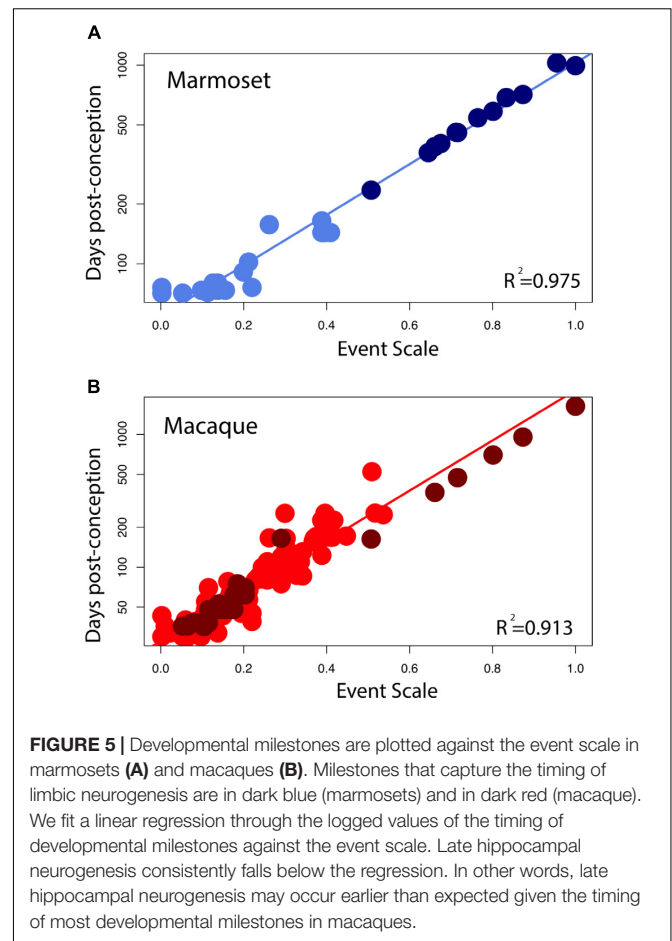 A
Marmoset
Days post-conception
1000
500
200
100
R²=0.975
0.0 0.2 0.4 0.6 0.8 1.0
Event Scale
B
Macaque
Days post-conception
1000
500
200
100
50
R²=0.913
0.0 0.2 0.4 0.6 0.8 1.0
Event Scale
FIGURE 5 | Developmental milestones are plotted against the event scale in
marmosets (A) and macaques (B). Milestones that capture the timing of
limbic neurogenesis are in dark blue (marmosets) and in dark red (macaque).
We fit a linear regression through the logged values of the timing of
developmental milestones against the event scale. Late hippocampal
neurogenesis consistently falls below the regression. In other words, late
hippocampal neurogenesis may occur earlier than expected given the timing
of most developmental milestones in macaques.